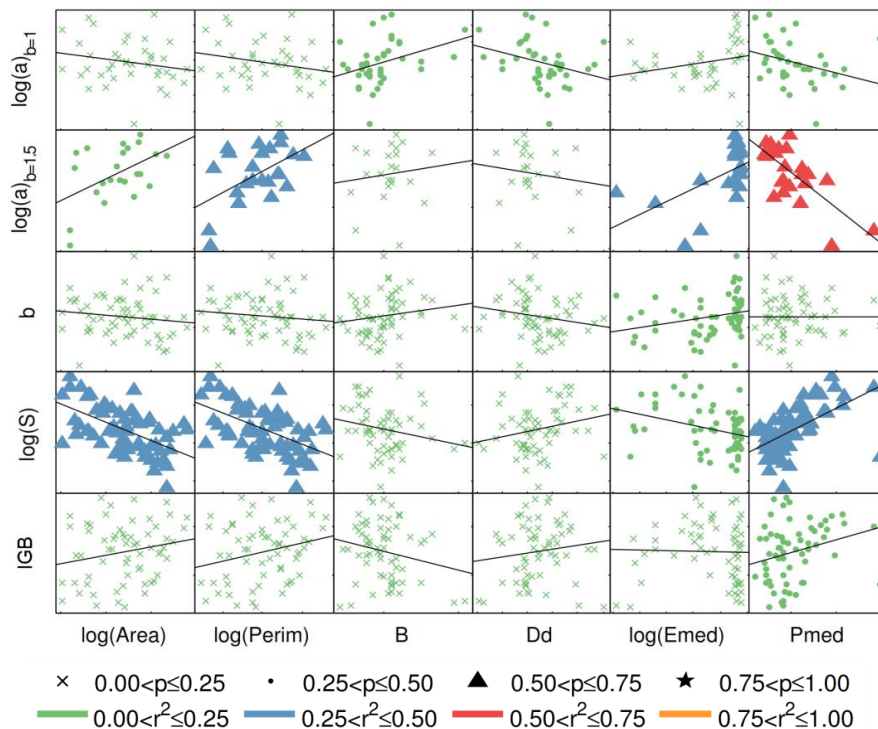 log(a)b=1
log(a)b=1.5
b
log(S)
IGB
log(Area) log(Perim) B Dd log(Emed) Pmed
0.00<p≤0.25 0.25<p≤0.50 0.50<p≤0.75 0.75<p≤1.00
0.00<r²≤0.25 0.25<r²≤0.50 0.50<r²≤0.75 0.75<r²≤1.00